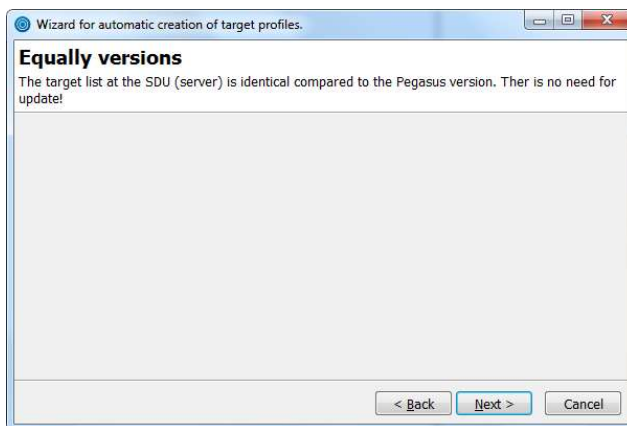 Wizard for automatic creation of target profiles.
Equally versions
The target list at the SDU (server) is identical compared to the Pegasus version. Ther is no need for
update!
< Back
Next >
Cancel